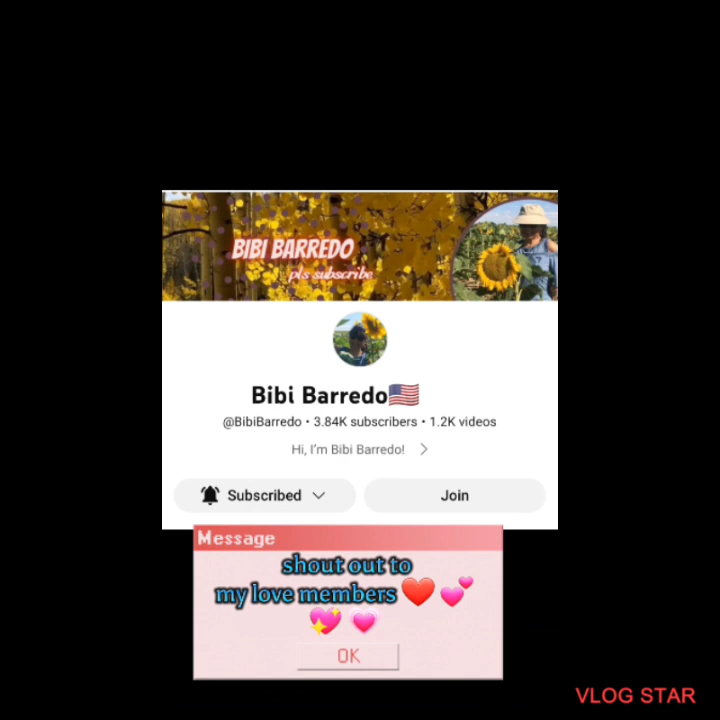 BIBI BARREDO
pls subscribe
Bibi Barredo🇺🇸
@BibiBarredo • 3.84K subscribers • 1.2K videos
Hi, I'm Bibi Barredo! >
Subscribed
Join
Message
shout out to
my love members ❤️ 💕
💖 💗
OK
VLOG STAR